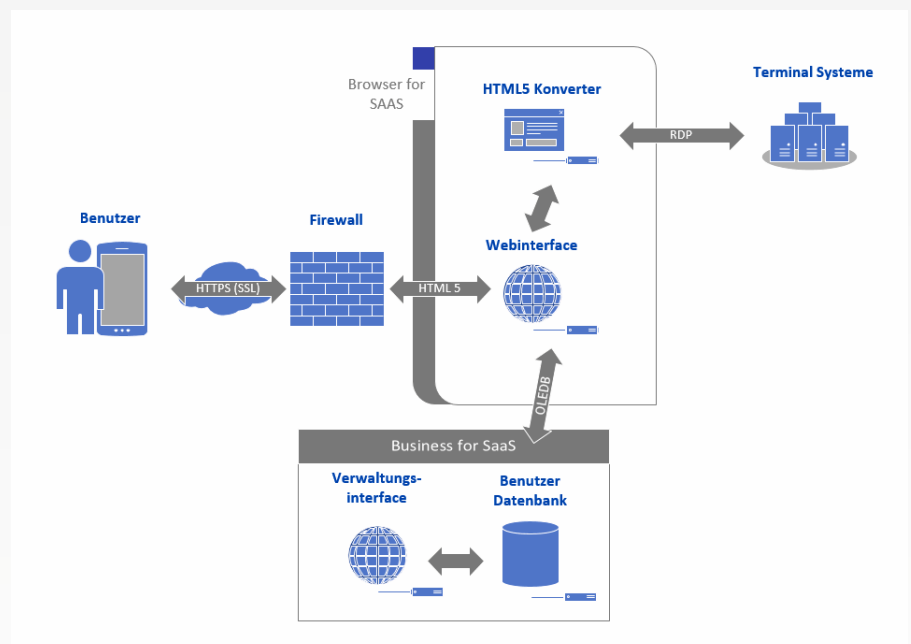 Browser for
SAAS
HTML5 Konverter
Terminal Systeme
RDP
Benutzer
Firewall
Webinterface
HTTPS (SSL)
HTML 5
OLEDB
Business for SaaS
Verwaltungs-
interface
Benutzer
Datenbank